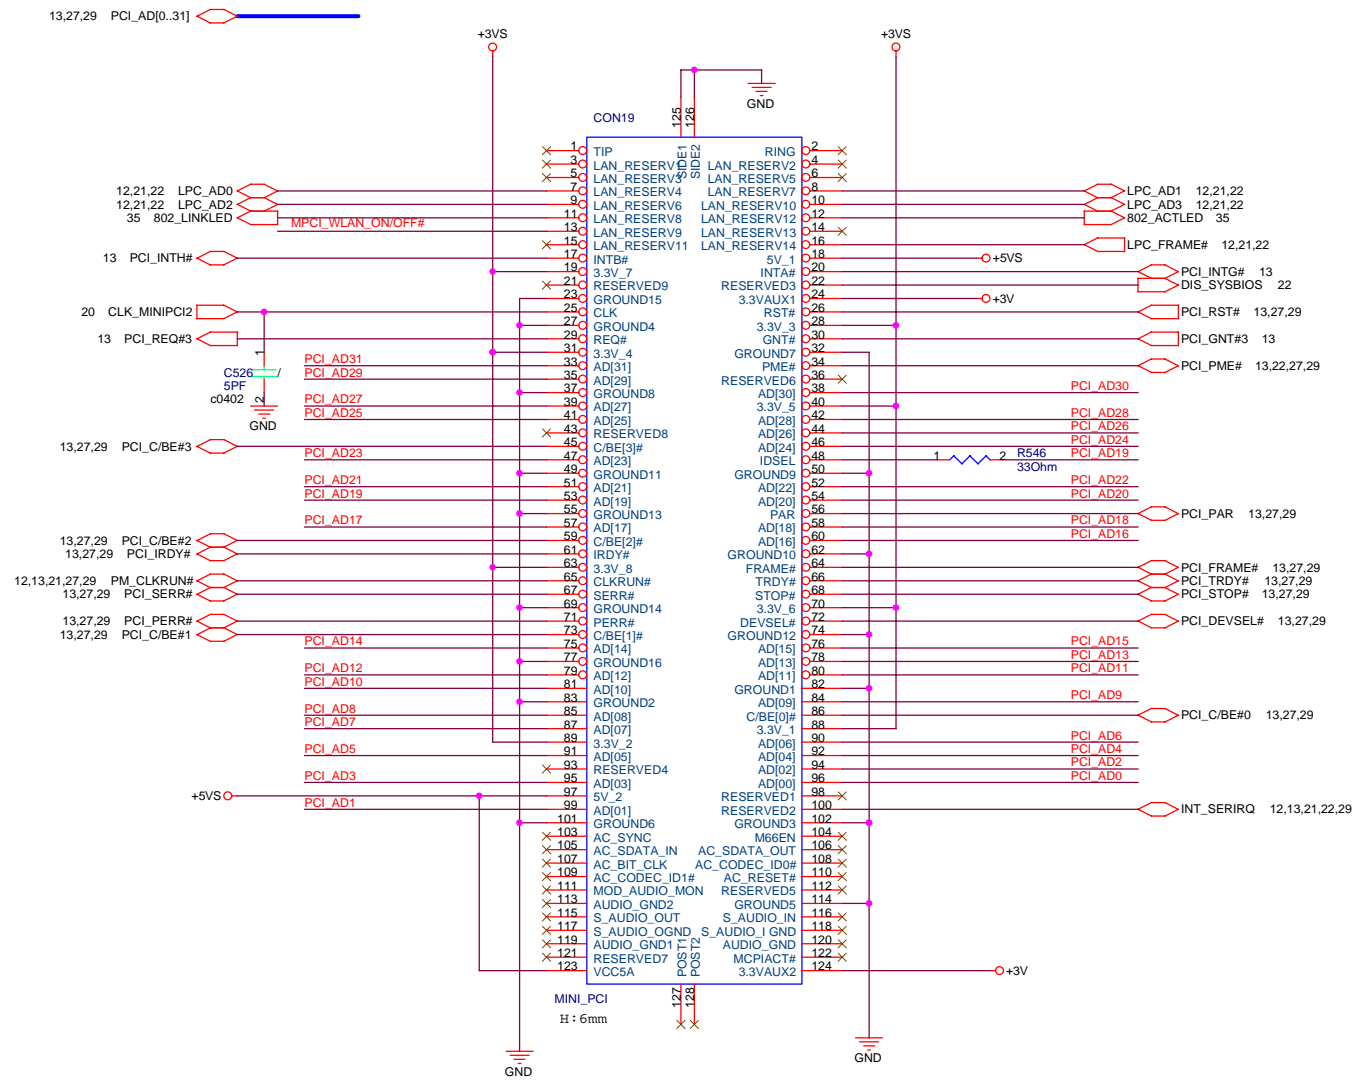 13,27,29 PCI_AD[0..31]
+3VS
+3VS
GND
CON19
125 SIDE1
126 SIDE2
1 TIP RING 2
3 LAN_RESERV1 LAN_RESERV2 4
5 LAN_RESERV3 LAN_RESERV5 6
12,21,22 LPC_AD0 7 LAN_RESERV4 LAN_RESERV7 8 LPC_AD1 12,21,22
12,21,22 LPC_AD2 9 LAN_RESERV6 LAN_RESERV10 10 LPC_AD3 12,21,22
35 802_LINKLED 11 LAN_RESERV8 LAN_RESERV12 12 802_ACTLED 35
MPCI_WLAN_ON/OFF# 13 LAN_RESERV9 LAN_RESERV13 14
15 LAN_RESERV11 LAN_RESERV14 16 LPC_FRAME# 12,21,22
13 PCI_INTH# 17 INTB# 5V_1 18 +5VS
19 3.3V_7 INTA# 20 PCI_INTG# 13
21 RESERVED9 RESERVED3 22 DIS_SYSBIOS 22
23 GROUND15 3.3VAUX1 24 +3V
20 CLK_MINIPCI2 25 CLK RST# 26 PCI_RST# 13,27,29
27 GROUND4 3.3V_3 28
13 PCI_REQ#3 29 REQ# GNT# 30 PCI_GNT#3 13
31 3.3V_4 GROUND7 32
PCI_AD31 33 AD[31] PME# 34 PCI_PME# 13,22,27,29
PCI_AD29 35 AD[29] RESERVED6 36
37 GROUND8 AD[30] 38 PCI_AD30
PCI_AD27 39 AD[27] 3.3V_5 40
PCI_AD25 41 AD[25] AD[28] 42 PCI_AD28
43 RESERVED8 AD[26] 44 PCI_AD26
13,27,29 PCI_C/BE#3 45 C/BE[3]# AD[24] 46 PCI_AD24
PCI_AD23 47 AD[23] IDSEL 48 1 2 R546 33Ohm PCI_AD19
49 GROUND11 GROUND9 50
PCI_AD21 51 AD[21] AD[22] 52 PCI_AD22
PCI_AD19 53 AD[19] AD[20] 54 PCI_AD20
55 GROUND13 PAR 56 PCI_PAR 13,27,29
PCI_AD17 57 AD[17] AD[18] 58 PCI_AD18
13,27,29 PCI_C/BE#2 59 C/BE[2]# AD[16] 60 PCI_AD16
13,27,29 PCI_IRDY# 61 IRDY# GROUND10 62
63 3.3V_8 FRAME# 64 PCI_FRAME# 13,27,29
12,13,21,27,29 PM_CLKRUN# 65 CLKRUN# TRDY# 66 PCI_TRDY# 13,27,29
13,27,29 PCI_SERR# 67 SERR# STOP# 68 PCI_STOP# 13,27,29
69 GROUND14 3.3V_6 70
13,27,29 PCI_PERR# 71 PERR# DEVSEL# 72 PCI_DEVSEL# 13,27,29
13,27,29 PCI_C/BE#1 73 C/BE[1]# GROUND12 74
PCI_AD14 75 AD[14] AD[15] 76 PCI_AD15
77 GROUND16 AD[13] 78 PCI_AD13
PCI_AD12 79 AD[12] AD[11] 80 PCI_AD11
PCI_AD10 81 AD[10] GROUND1 82
83 GROUND2 AD[09] 84 PCI_AD9
PCI_AD8 85 AD[08] C/BE[0]# 86 PCI_C/BE#0 13,27,29
PCI_AD7 87 AD[07] 3.3V_1 88
89 3.3V_2 AD[06] 90 PCI_AD6
PCI_AD5 91 AD[05] AD[04] 92 PCI_AD4
93 RESERVED4 AD[02] 94 PCI_AD2
PCI_AD3 95 AD[03] AD[00] 96 PCI_AD0
+5VS 97 5V_2 RESERVED1 98
PCI_AD1 99 AD[01] RESERVED2 100 INT_SERIRQ 12,13,21,22,29
101 GROUND6 GROUND3 102
103 AC_SYNC M66EN 104
105 AC_SDATA_IN AC_SDATA_OUT 106
107 AC_BIT_CLK AC_CODEC_ID0# 108
109 AC_CODEC_ID1# AC_RESET# 110
111 MOD_AUDIO_MON RESERVED5 112
113 AUDIO_GND2 GROUND5 114
115 S_AUDIO_OUT S_AUDIO_IN 116
117 S_AUDIO_OGND S_AUDIO_I GND 118
119 AUDIO_GND1 AUDIO_GND 120
121 RESERVED7 MCPIACT# 122
123 VCC5A 3.3VAUX2 124 +3V
127 POST1
128 POST2
1
C526
5PF
c0402
2
GND
MINI_PCI
H:6mm
GND
GND